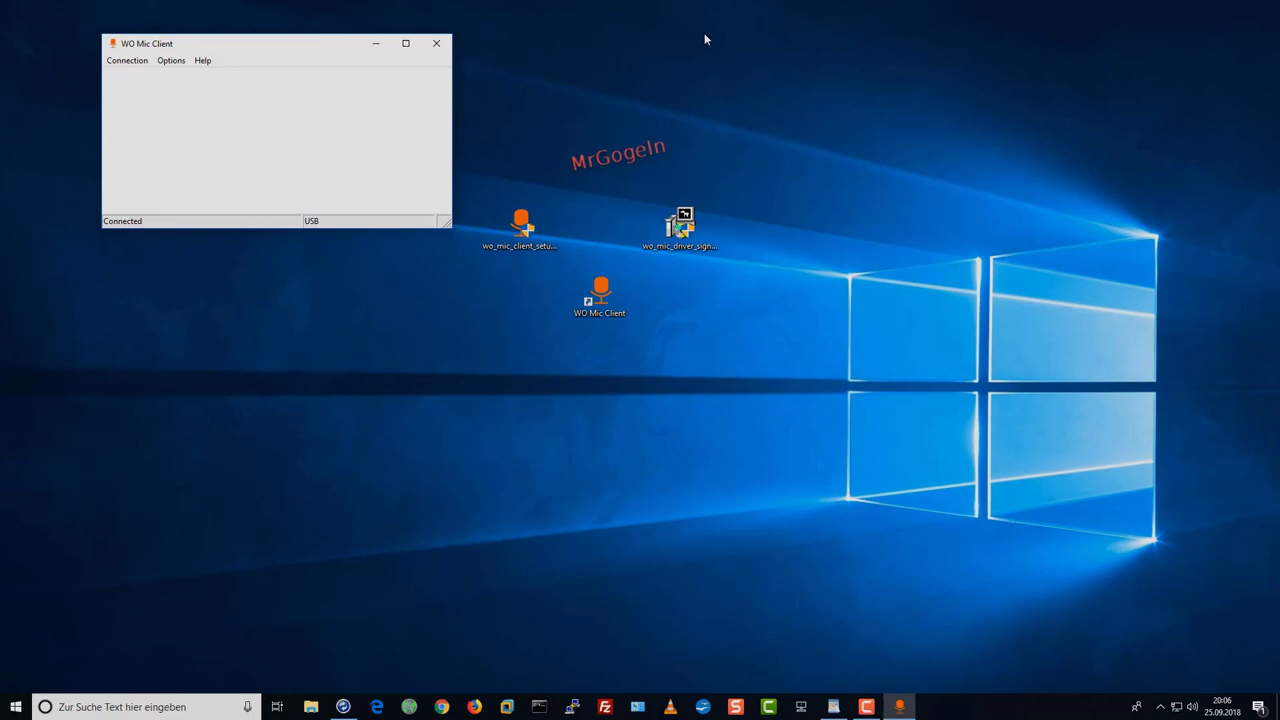 WO Mic Client
Connection Options Help
Connected USB
MrGogeIn
wo_mic_client_setu...
wo_mic_driver_sign...
WO Mic Client
Zur Suche Text hier eingeben
20:06
25.09.2018